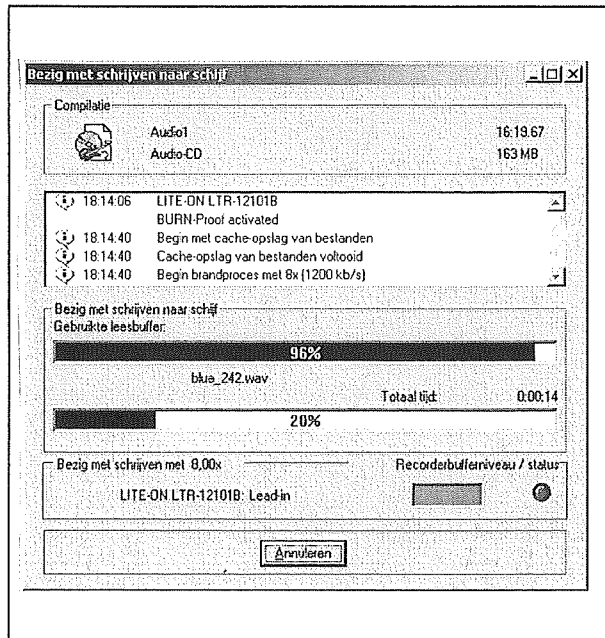 Bezig met schrijven naar schijf
Compilatie
Audio1 16:19.67
Audio-CD 163 MB
18:14:06 LITE-ON LTR-12101B
BURN-Proof activated
18:14:40 Begin met cache-opslag van bestanden
18:14:40 Cache-opslag van bestanden voltooid
18:14:40 Begin brandproces met 8x (1200 kb/s)
Bezig met schrijven naar schijf
Gebruikte leesbuffer:
96%
blue_242.wav
Totaal tijd: 0:00:14
20%
Bezig met schrijven met 8,00x Recorderbufferniveau / status
LITE-ON LTR-12101B: Lead-in
Annuleren